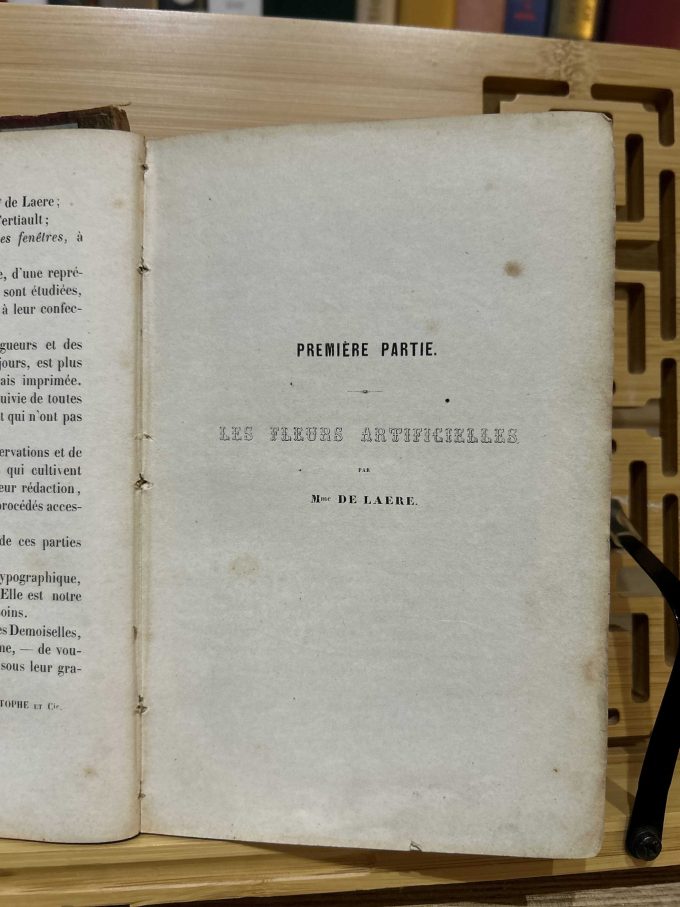 de Laere;
ertiault;
es fenêtres, à
e, d'une repré-
sont étudiées,
à leur confec-
gueurs et des
jours, est plus
ais imprimée.
uivie de toutes
t qui n'ont pas
ervations et de
qui cultivent
eur rédaction,
procédés acces-
de ces parties
ypographique,
Elle est notre
oins.
es Demoiselles,
ne, — de vou-
sous leur gra-
TOPHE ET Cie.
PREMIÈRE PARTIE.
LES FLEURS ARTIFICIELLES
PAR
Mme DE LAERE.